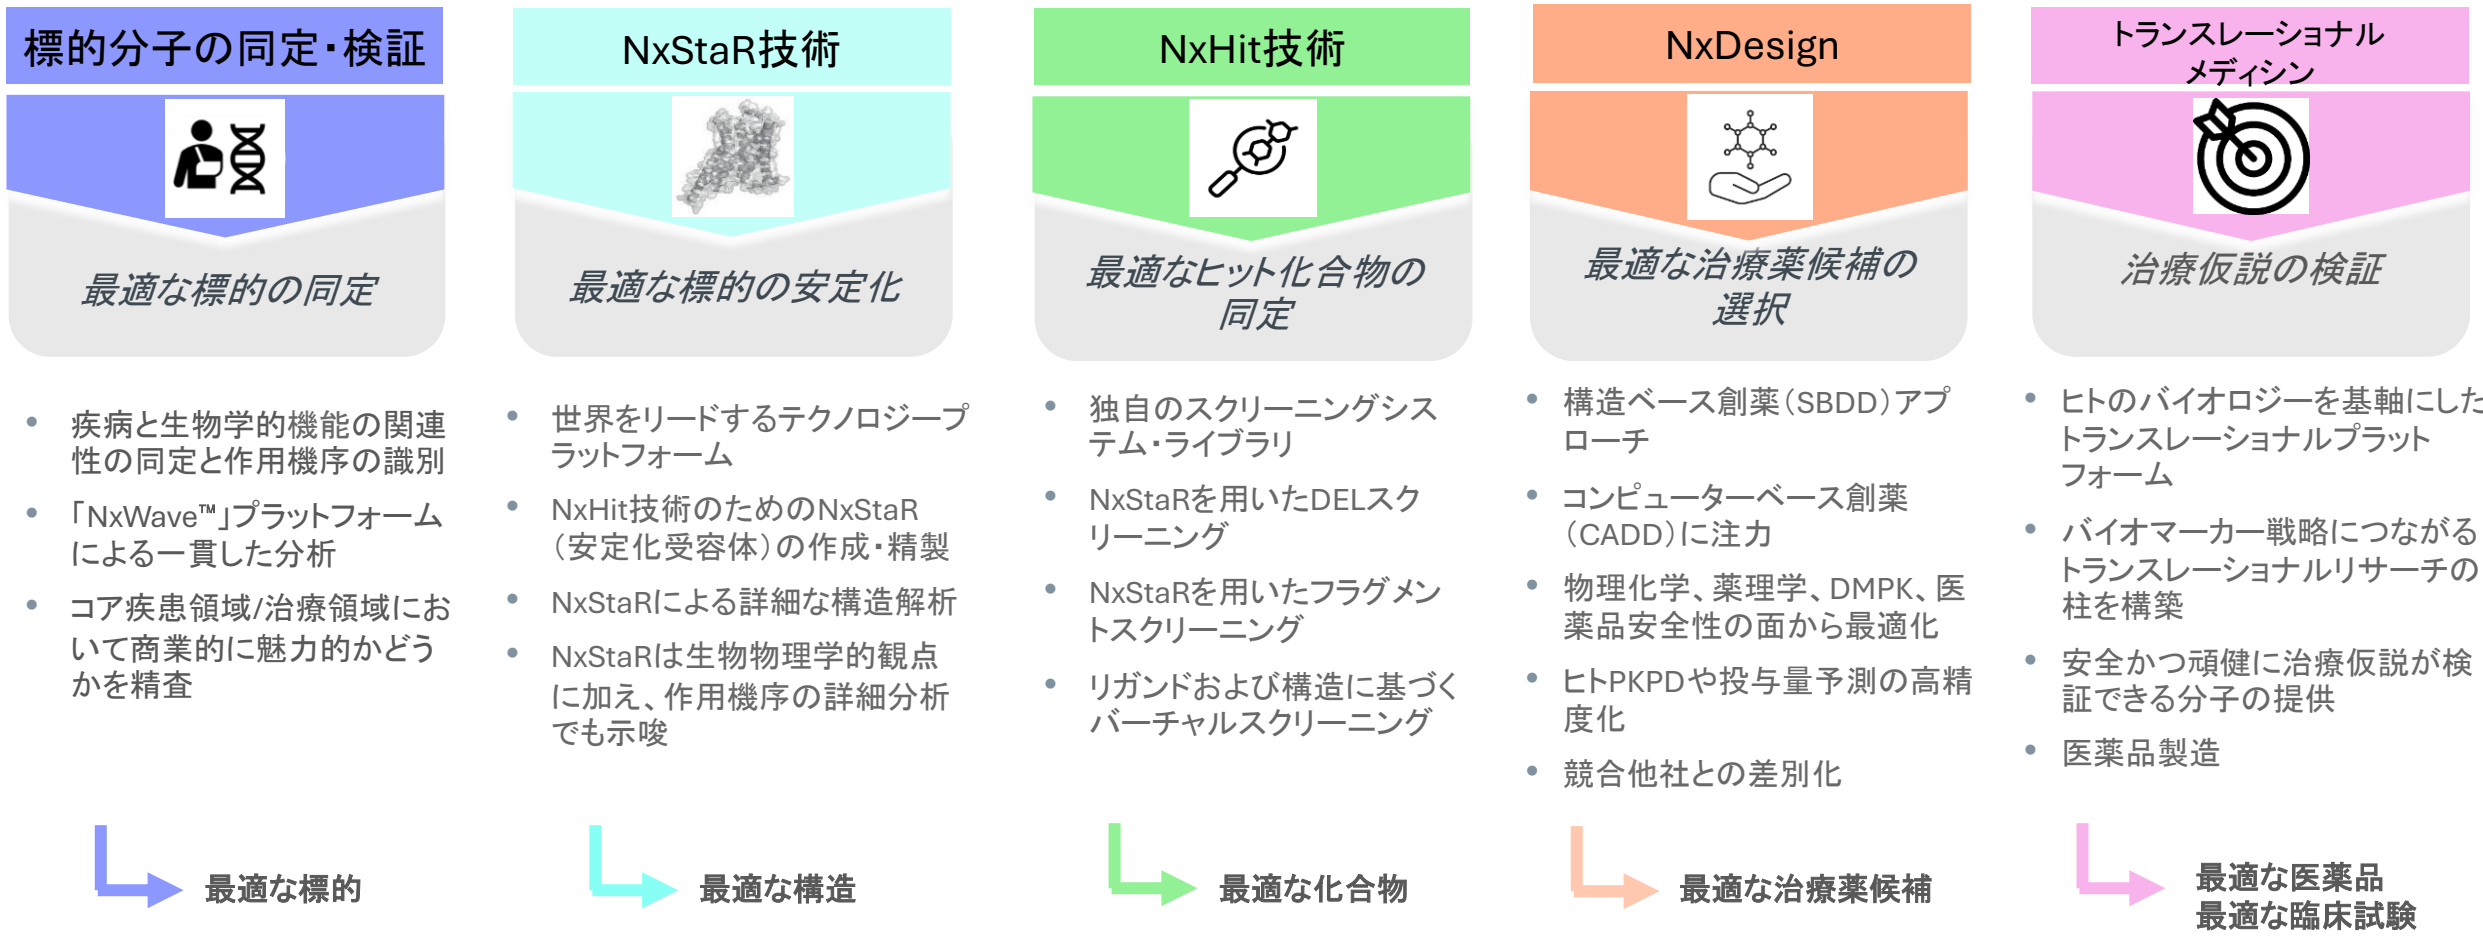 標的分子の同定・検証
最適な標的の同定
• 疾病と生物学的機能の関連
性の同定と作用機序の識別
• 「NxWave™」プラットフォーム
による一貫した分析
• コア疾患領域/治療領域にお
いて商業的に魅力的かどう
かを精査
最適な標的
NxStaR技術
最適な標的の安定化
• 世界をリードするテクノロジープ
ラットフォーム
• NxHit技術のためのNxStaR
（安定化受容体）の作成・精製
• NxStaRによる詳細な構造解析
• NxStaRは生物物理学的観点
に加え、作用機序の詳細分析
でも示唆
最適な構造
NxHit技術
最適なヒット化合物の
同定
• 独自のスクリーニングシス
テム・ライブラリ
• NxStaRを用いたDELスク
リーニング
• NxStaRを用いたフラグメン
トスクリーニング
• リガンドおよび構造に基づく
バーチャルスクリーニング
最適な化合物
NxDesign
最適な治療薬候補の
選択
• 構造ベース創薬（SBDD）アプ
ローチ
• コンピューターベース創薬
（CADD）に注力
• 物理化学、薬理学、DMPK、医
薬品安全性の面から最適化
• ヒトPKPDや投与量予測の高精
度化
• 競合他社との差別化
最適な治療薬候補
トランスレーショナル
メディシン
治療仮説の検証
• ヒトのバイオロジーを基軸にした
トランスレーショナルプラット
フォーム
• バイオマーカー戦略につながる
トランスレーショナルリサーチの
柱を構築
• 安全かつ頑健に治療仮説が検
証できる分子の提供
• 医薬品製造
最適な医薬品
最適な臨床試験